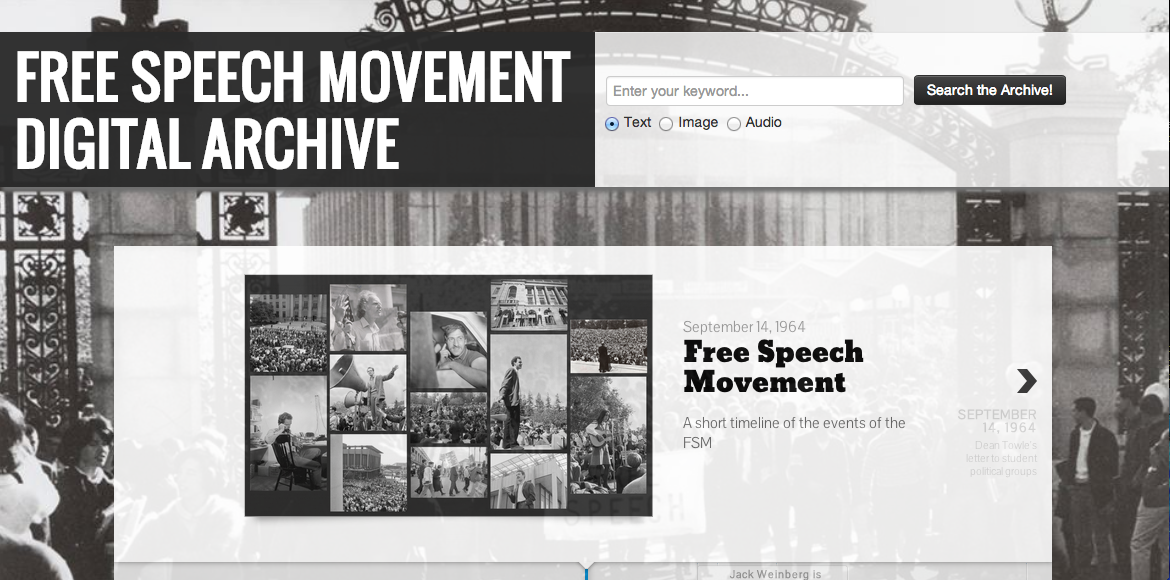 FREE SPEECH MOVEMENT
DIGITAL ARCHIVE
Enter your keyword...
Search the Archive!
Text Image Audio
September 14, 1964
Free Speech
Movement
A short timeline of the events of the
FSM
SEPTEMBER
14, 1964
Dean Towle's
letter to student
political groups
SPEECH
Jack Weinberg is